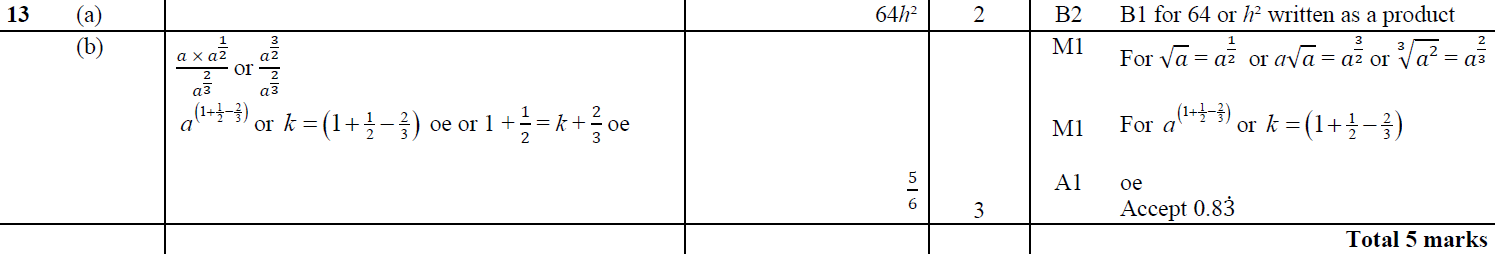 13 (a) 64h² 2 B2 B1 for 64 or h² written as a product
(b) (a × a^(1/2))/(a^(2/3)) or (a^(3/2))/(a^(2/3)) M1 For √a = a^(1/2) or a√a = a^(3/2) or ∛(a²) = a^(2/3)
a^(1+1/2−2/3) or k = (1+1/2−2/3) oe or 1 + 1/2 = k + 2/3 oe M1 For a^(1+1/2−2/3) or k = (1+1/2−2/3)
5/6 3 A1 oe
Accept 0.83̇
Total 5 marks